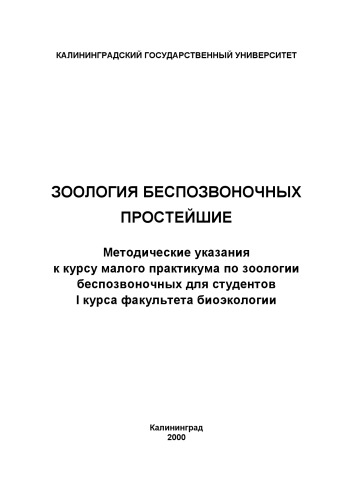 КАЛИНИНГРАДСКИЙ ГОСУДАРСТВЕННЫЙ УНИВЕРСИТЕТ
ЗООЛОГИЯ БЕСПОЗВОНОЧНЫХ
ПРОСТЕЙШИЕ
Методические указания
к курсу малого практикума по зоологии
беспозвоночных для студентов
I курса факультета биоэкологии
Калининград
2000